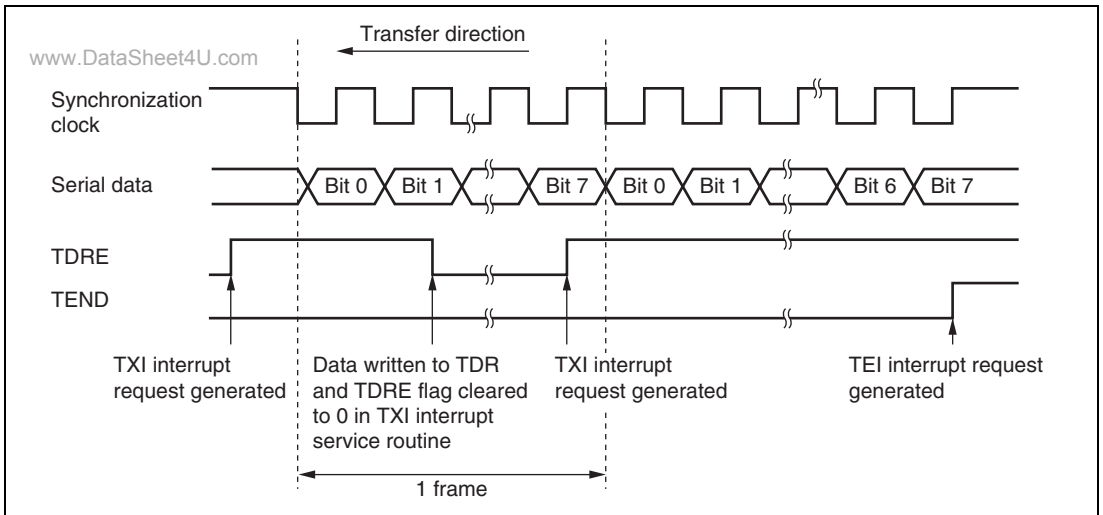 Transfer direction
www.DataSheet4U.com
Synchronization
clock
Serial data
Bit 0
Bit 1
Bit 7
Bit 0
Bit 1
Bit 6
Bit 7
TDRE
TEND
TXI interrupt
request generated
Data written to TDR
and TDRE flag cleared
to 0 in TXI interrupt
service routine
TXI interrupt
request generated
TEI interrupt request
generated
1 frame